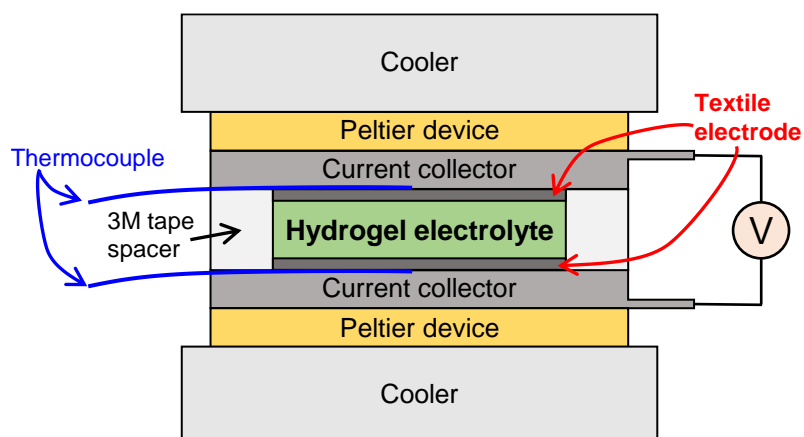 Cooler
Peltier device
Textile
electrode
Thermocouple
Current collector
3M tape
spacer
Hydrogel electrolyte
V
Current collector
Peltier device
Cooler